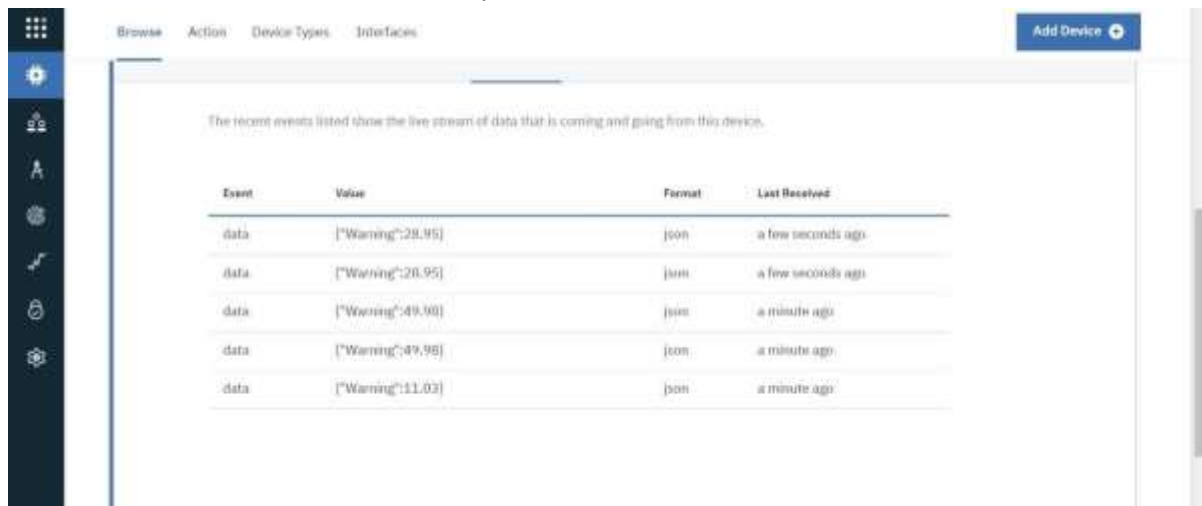 Browse Action Device Types Interfaces Add Device
The recent events listed show the live stream of data that is coming and going from this device.
Event Value Format Last Received
data {"Warning":28.95} json a few seconds ago
data {"Warning":28.95} json a few seconds ago
data {"Warning":49.98} json a minute ago
data {"Warning":49.98} json a minute ago
data {"Warning":11.03} json a minute ago